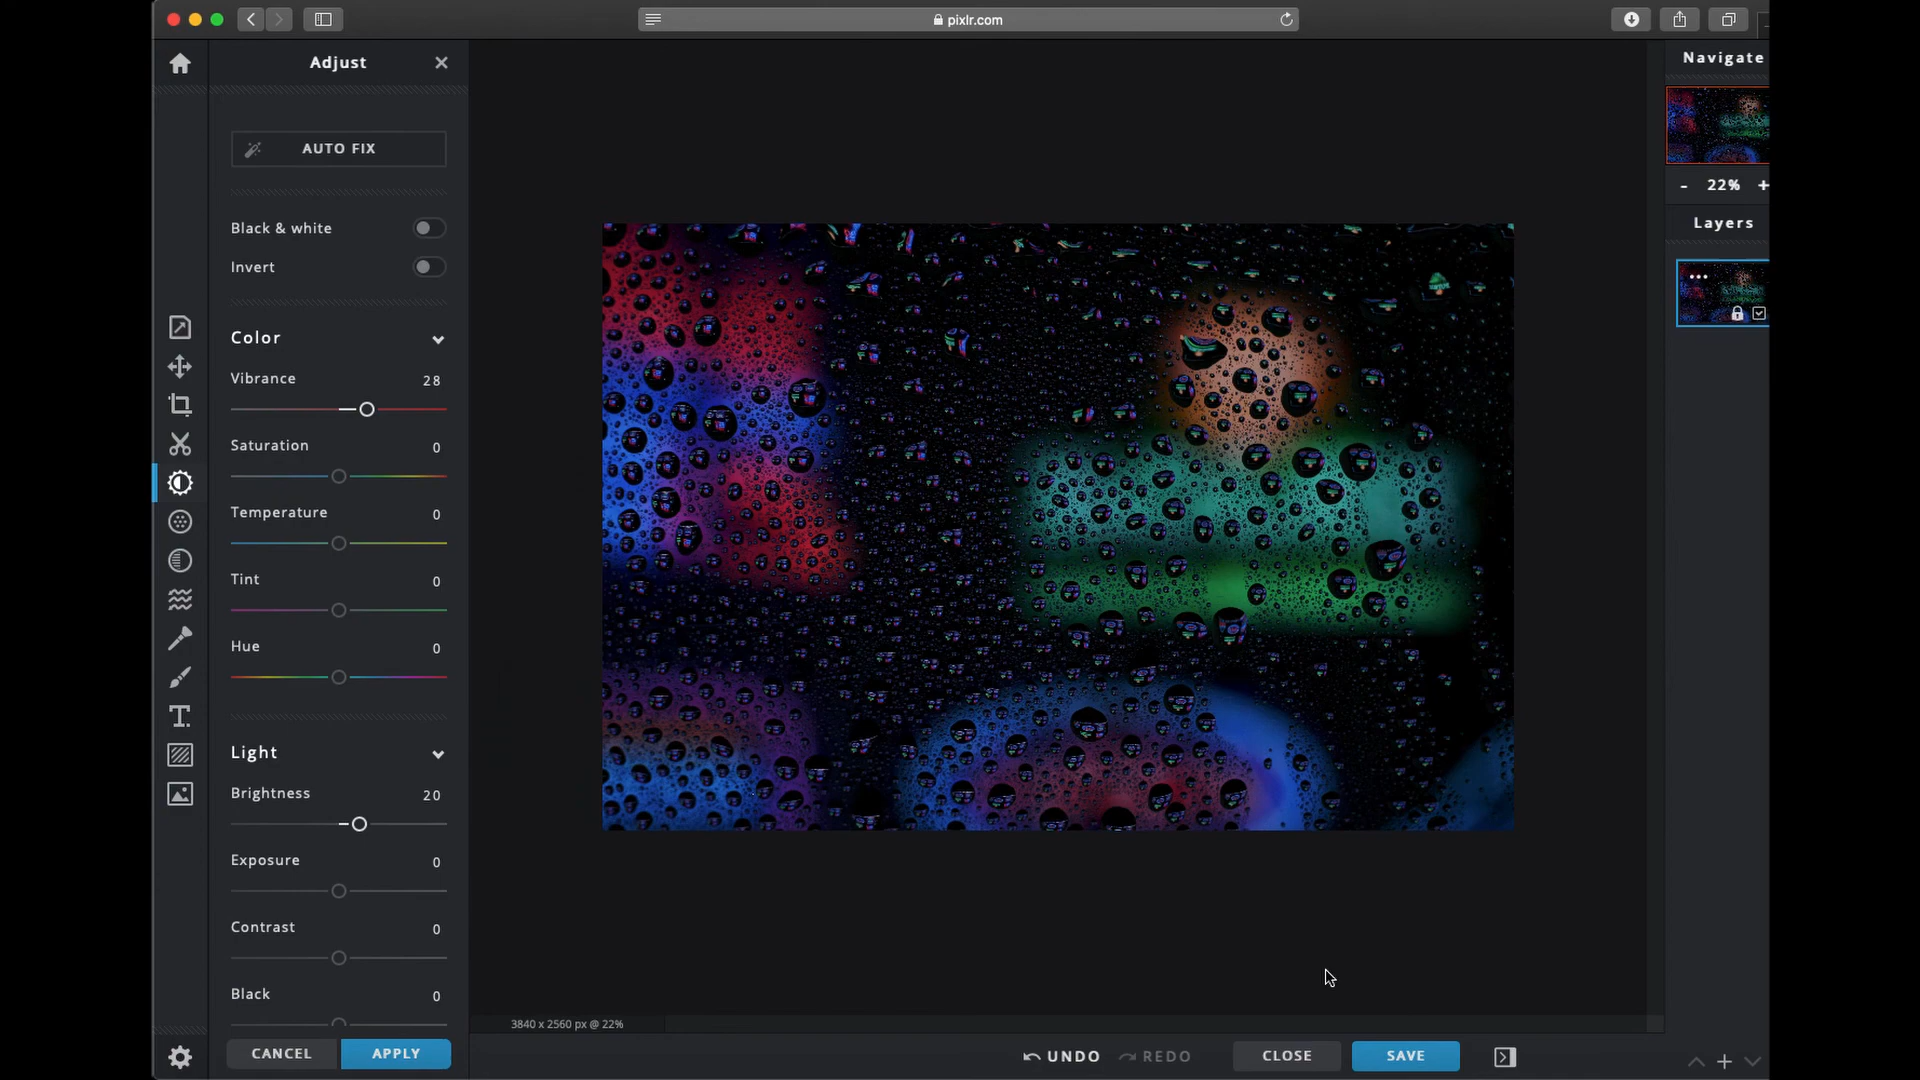 pixlr.com
Adjust
Navigate
AUTO FIX
22%
Black & white
Layers
Invert
Color
Vibrance 28
Saturation 0
Temperature 0
Tint 0
Hue 0
Light
Brightness 20
Exposure 0
Contrast 0
Black 0
3840 x 2560 px @ 22%
CANCEL APPLY
UNDO REDO CLOSE SAVE